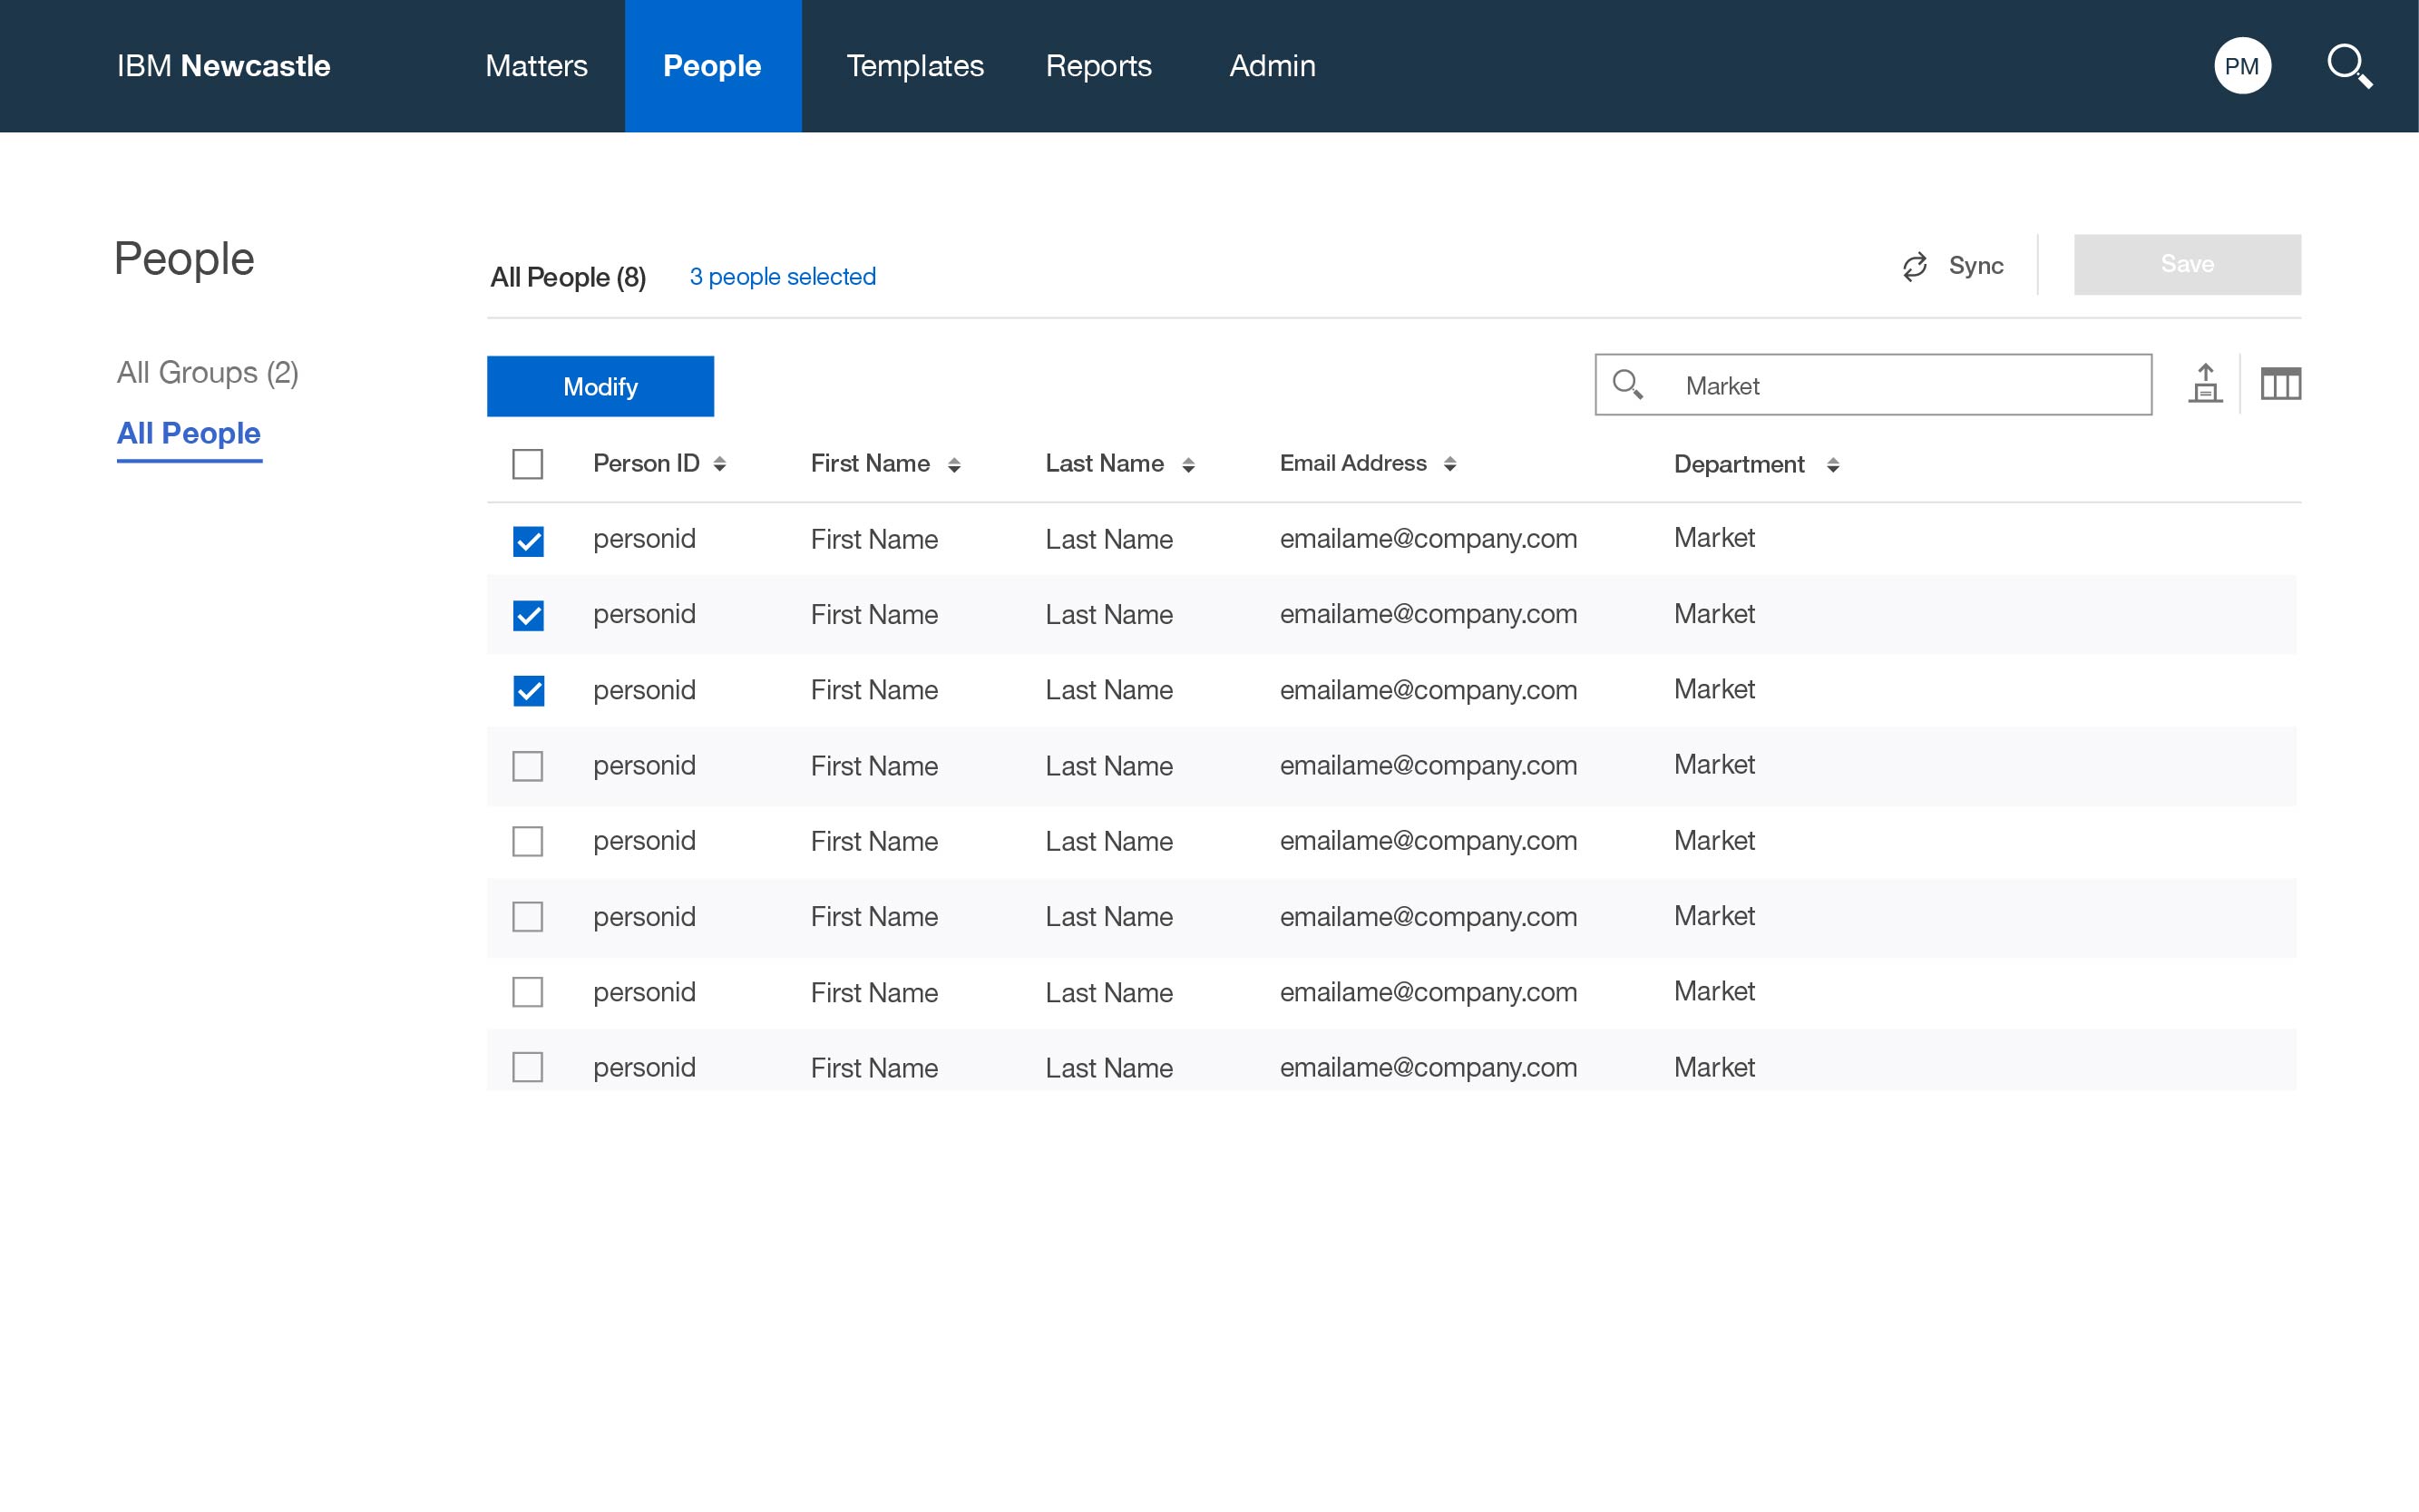 IBM Newcastle Matters People Templates Reports Admin PM
People
All Groups (2)
All People
All People (8) 3 people selected Sync Save
Modify Market
Person ID First Name Last Name Email Address Department
personid First Name Last Name emailame@company.com Market
personid First Name Last Name emailame@company.com Market
personid First Name Last Name emailame@company.com Market
personid First Name Last Name emailame@company.com Market
personid First Name Last Name emailame@company.com Market
personid First Name Last Name emailame@company.com Market
personid First Name Last Name emailame@company.com Market
personid First Name Last Name emailame@company.com Market